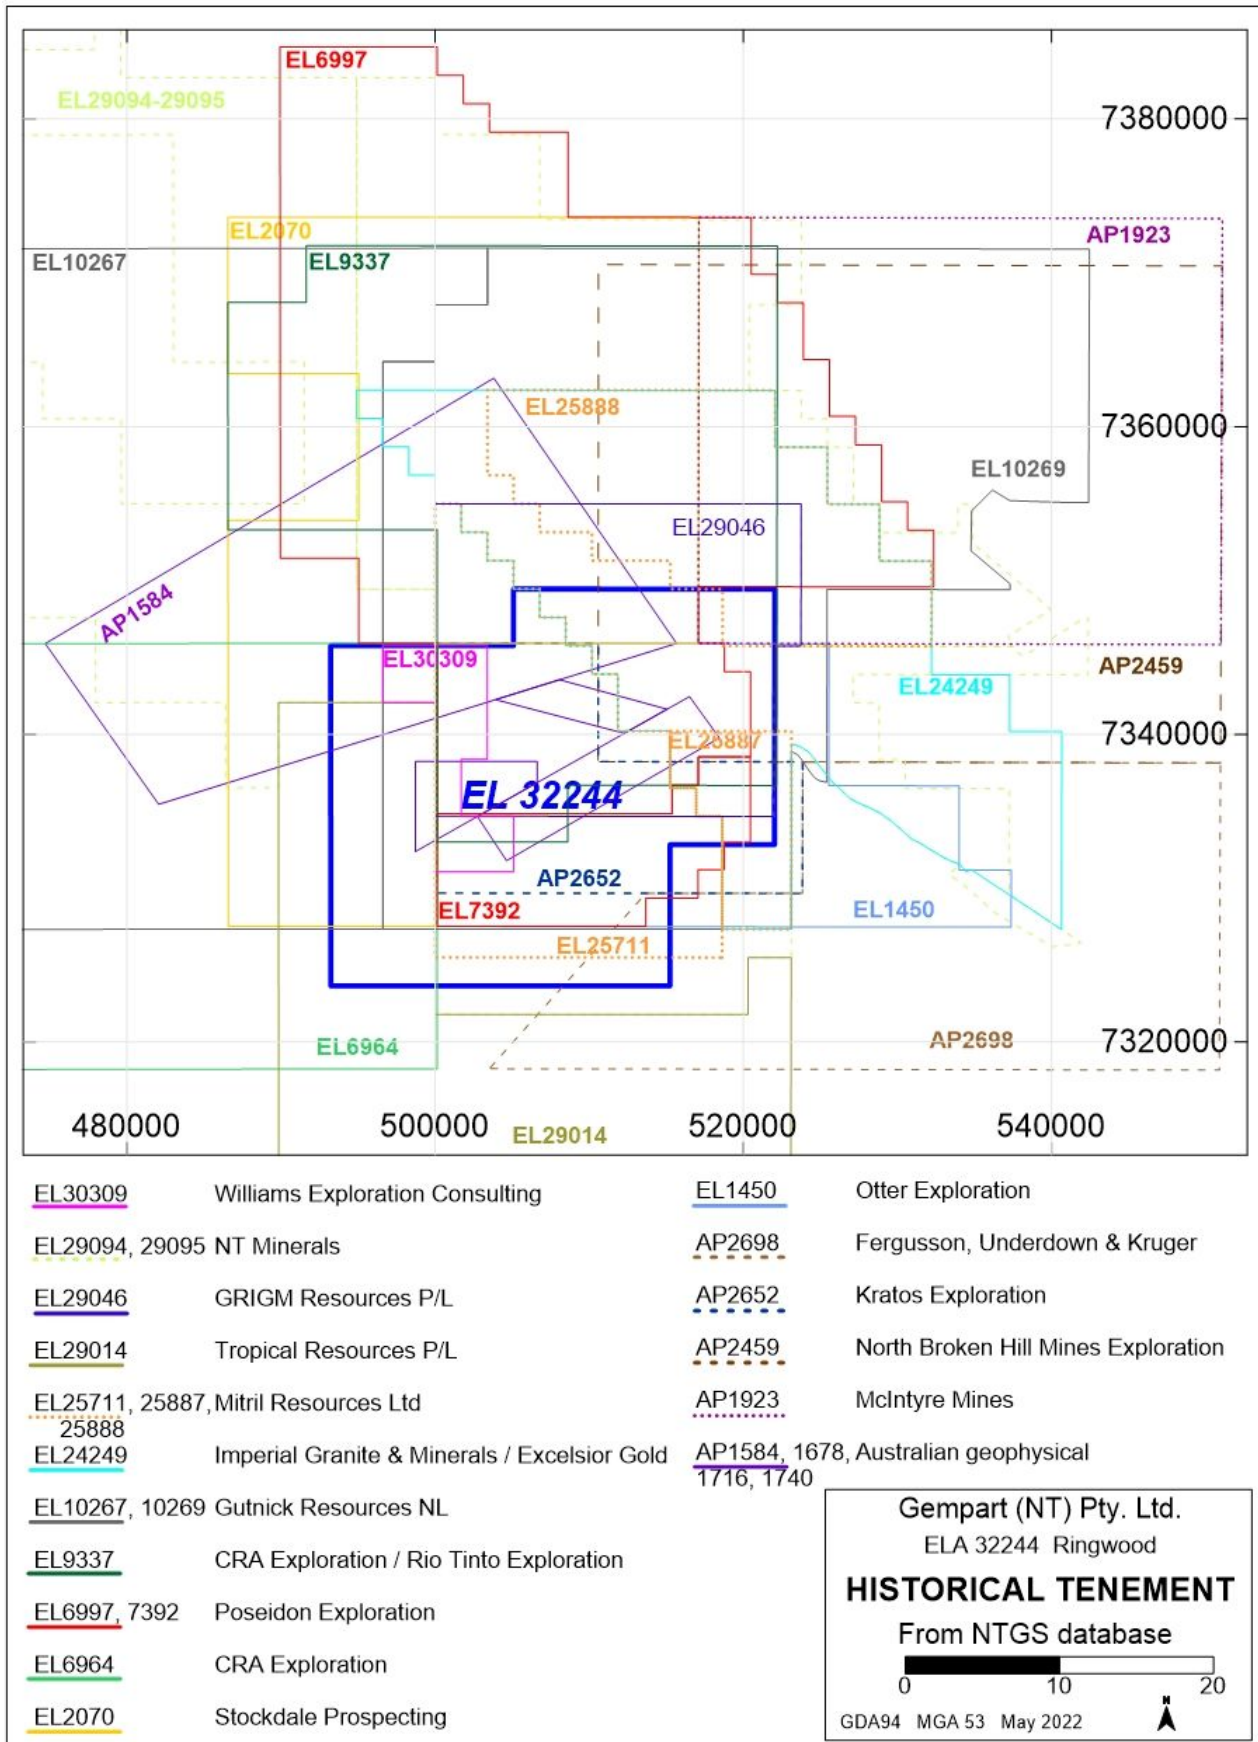 EL6997
EL29094-29095
7380000
EL2070
AP1923
EL10267
EL9337
EL25888
7360000
EL10269
EL29046
AP1584
EL30309
AP2459
EL24249
EL25887
7340000
EL 32244
AP2652
EL7392
EL1450
EL25711
EL6964
AP2698
7320000
480000
500000
520000
540000
EL29014
EL30309 Williams Exploration Consulting
EL29094, 29095 NT Minerals
EL29046 GRIGM Resources P/L
EL29014 Tropical Resources P/L
EL25711, 25887, Mitril Resources Ltd
25888
EL24249 Imperial Granite & Minerals / Excelsior Gold
EL10267, 10269 Gutnick Resources NL
EL9337 CRA Exploration / Rio Tinto Exploration
EL6997, 7392 Poseidon Exploration
EL6964 CRA Exploration
EL2070 Stockdale Prospecting
EL1450 Otter Exploration
AP2698 Fergusson, Underdown & Kruger
AP2652 Kratos Exploration
AP2459 North Broken Hill Mines Exploration
AP1923 McIntyre Mines
AP1584, 1678, Australian geophysical
1716, 1740
Gempart (NT) Pty. Ltd.
ELA 32244 Ringwood
HISTORICAL TENEMENT
From NTGS database
0 10 20
N
GDA94 MGA 53 May 2022